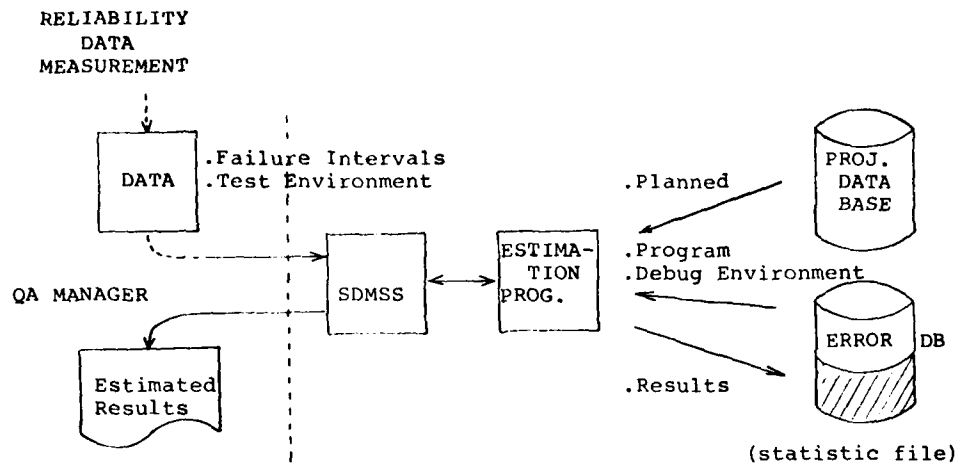 RELIABILITY
DATA
MEASUREMENT
DATA
.Failure Intervals
.Test Environment
.Planned
PROJ.
DATA
BASE
.Program
.Debug Environment
SDMSS
ESTIMA-
TION
PROG.
QA MANAGER
ERROR DB
Estimated
Results
.Results
(statistic file)